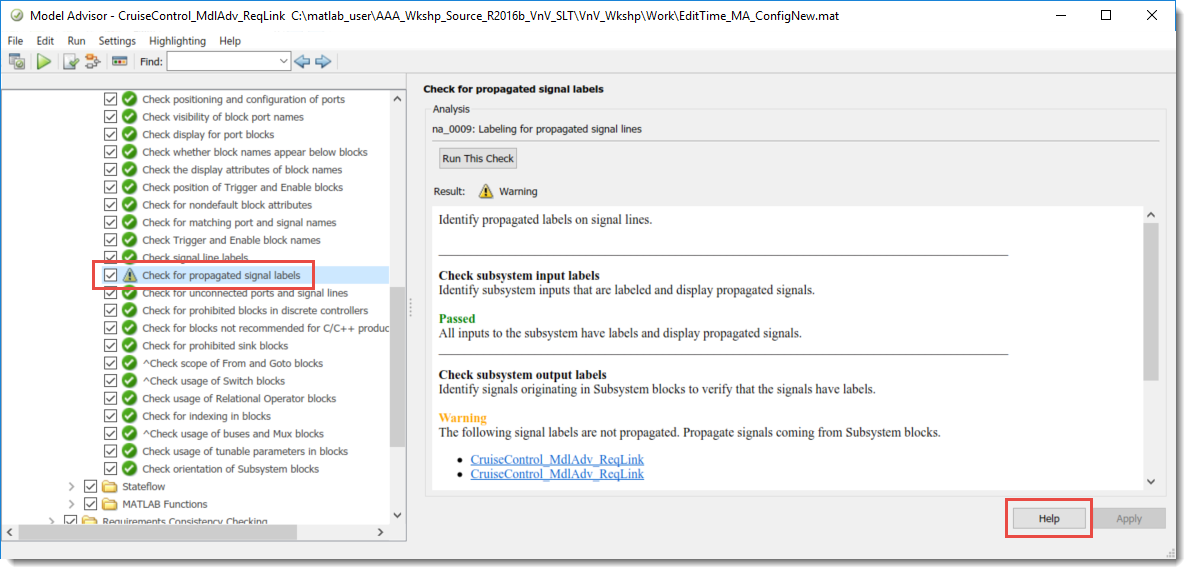 Model Advisor - CruiseControl_MdlAdv_ReqLink C:\matlab_user\AAA_Wkshp_Source_R2016b_VnV_SLT\VnV_Wkshp\Work\EditTime_MA_ConfigNew.mat
File Edit Run Settings Highlighting Help
Find:
Check positioning and configuration of ports
Check visibility of block port names
Check display for port blocks
Check whether block names appear below blocks
Check the display attributes of block names
Check position of Trigger and Enable blocks
Check for nondefault block attributes
Check for matching port and signal names
Check Trigger and Enable block names
Check signal line labels
Check for propagated signal labels
Check for unconnected ports and signal lines
Check for prohibited blocks in discrete controllers
Check for blocks not recommended for C/C++ produc
Check for prohibited sink blocks
^Check scope of From and Goto blocks
^Check usage of Switch blocks
Check usage of Relational Operator blocks
Check for indexing in blocks
^Check usage of buses and Mux blocks
Check usage of tunable parameters in blocks
Check orientation of Subsystem blocks
Stateflow
MATLAB Functions
Requirements Consistency Checking
Check for propagated signal labels
Analysis
na_0009: Labeling for propagated signal lines
Run This Check
Result: Warning
Identify propagated labels on signal lines.
Check subsystem input labels
Identify subsystem inputs that are labeled and display propagated signals.
Passed
All inputs to the subsystem have labels and display propagated signals.
Check subsystem output labels
Identify signals originating in Subsystem blocks to verify that the signals have labels.
Warning
The following signal labels are not propagated. Propagate signals coming from Subsystem blocks.
CruiseControl_MdlAdv_ReqLink
CruiseControl_MdlAdv_ReqLink
Help Apply